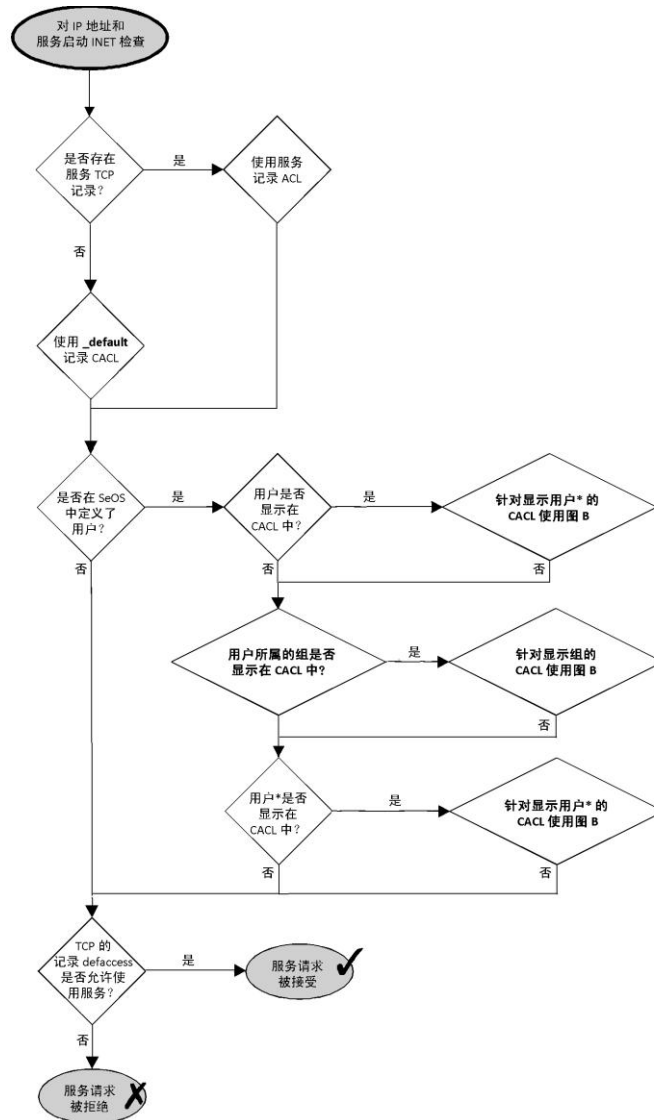 对 IP 地址和
服务启动 INET 检查
是否存在
服务 TCP
记录?
是
使用服务
记录 ACL
否
使用 _default
记录 CACL
是否在 SeOS
中定义了
用户?
是
用户是否
显示在
CACL 中?
是
针对显示用户* 的
CACL 使用图 B
否
否
否
用户所属的组是否
显示在 CACL 中?
是
针对显示组的
CACL 使用图 B
否
否
用户*是否
显示在
CACL 中?
是
针对显示用户* 的
CACL 使用图 B
否
否
TCP 的
记录 defaccess
是否允许使
用服务?
是
服务请求
被接受
否
服务请求
被拒绝